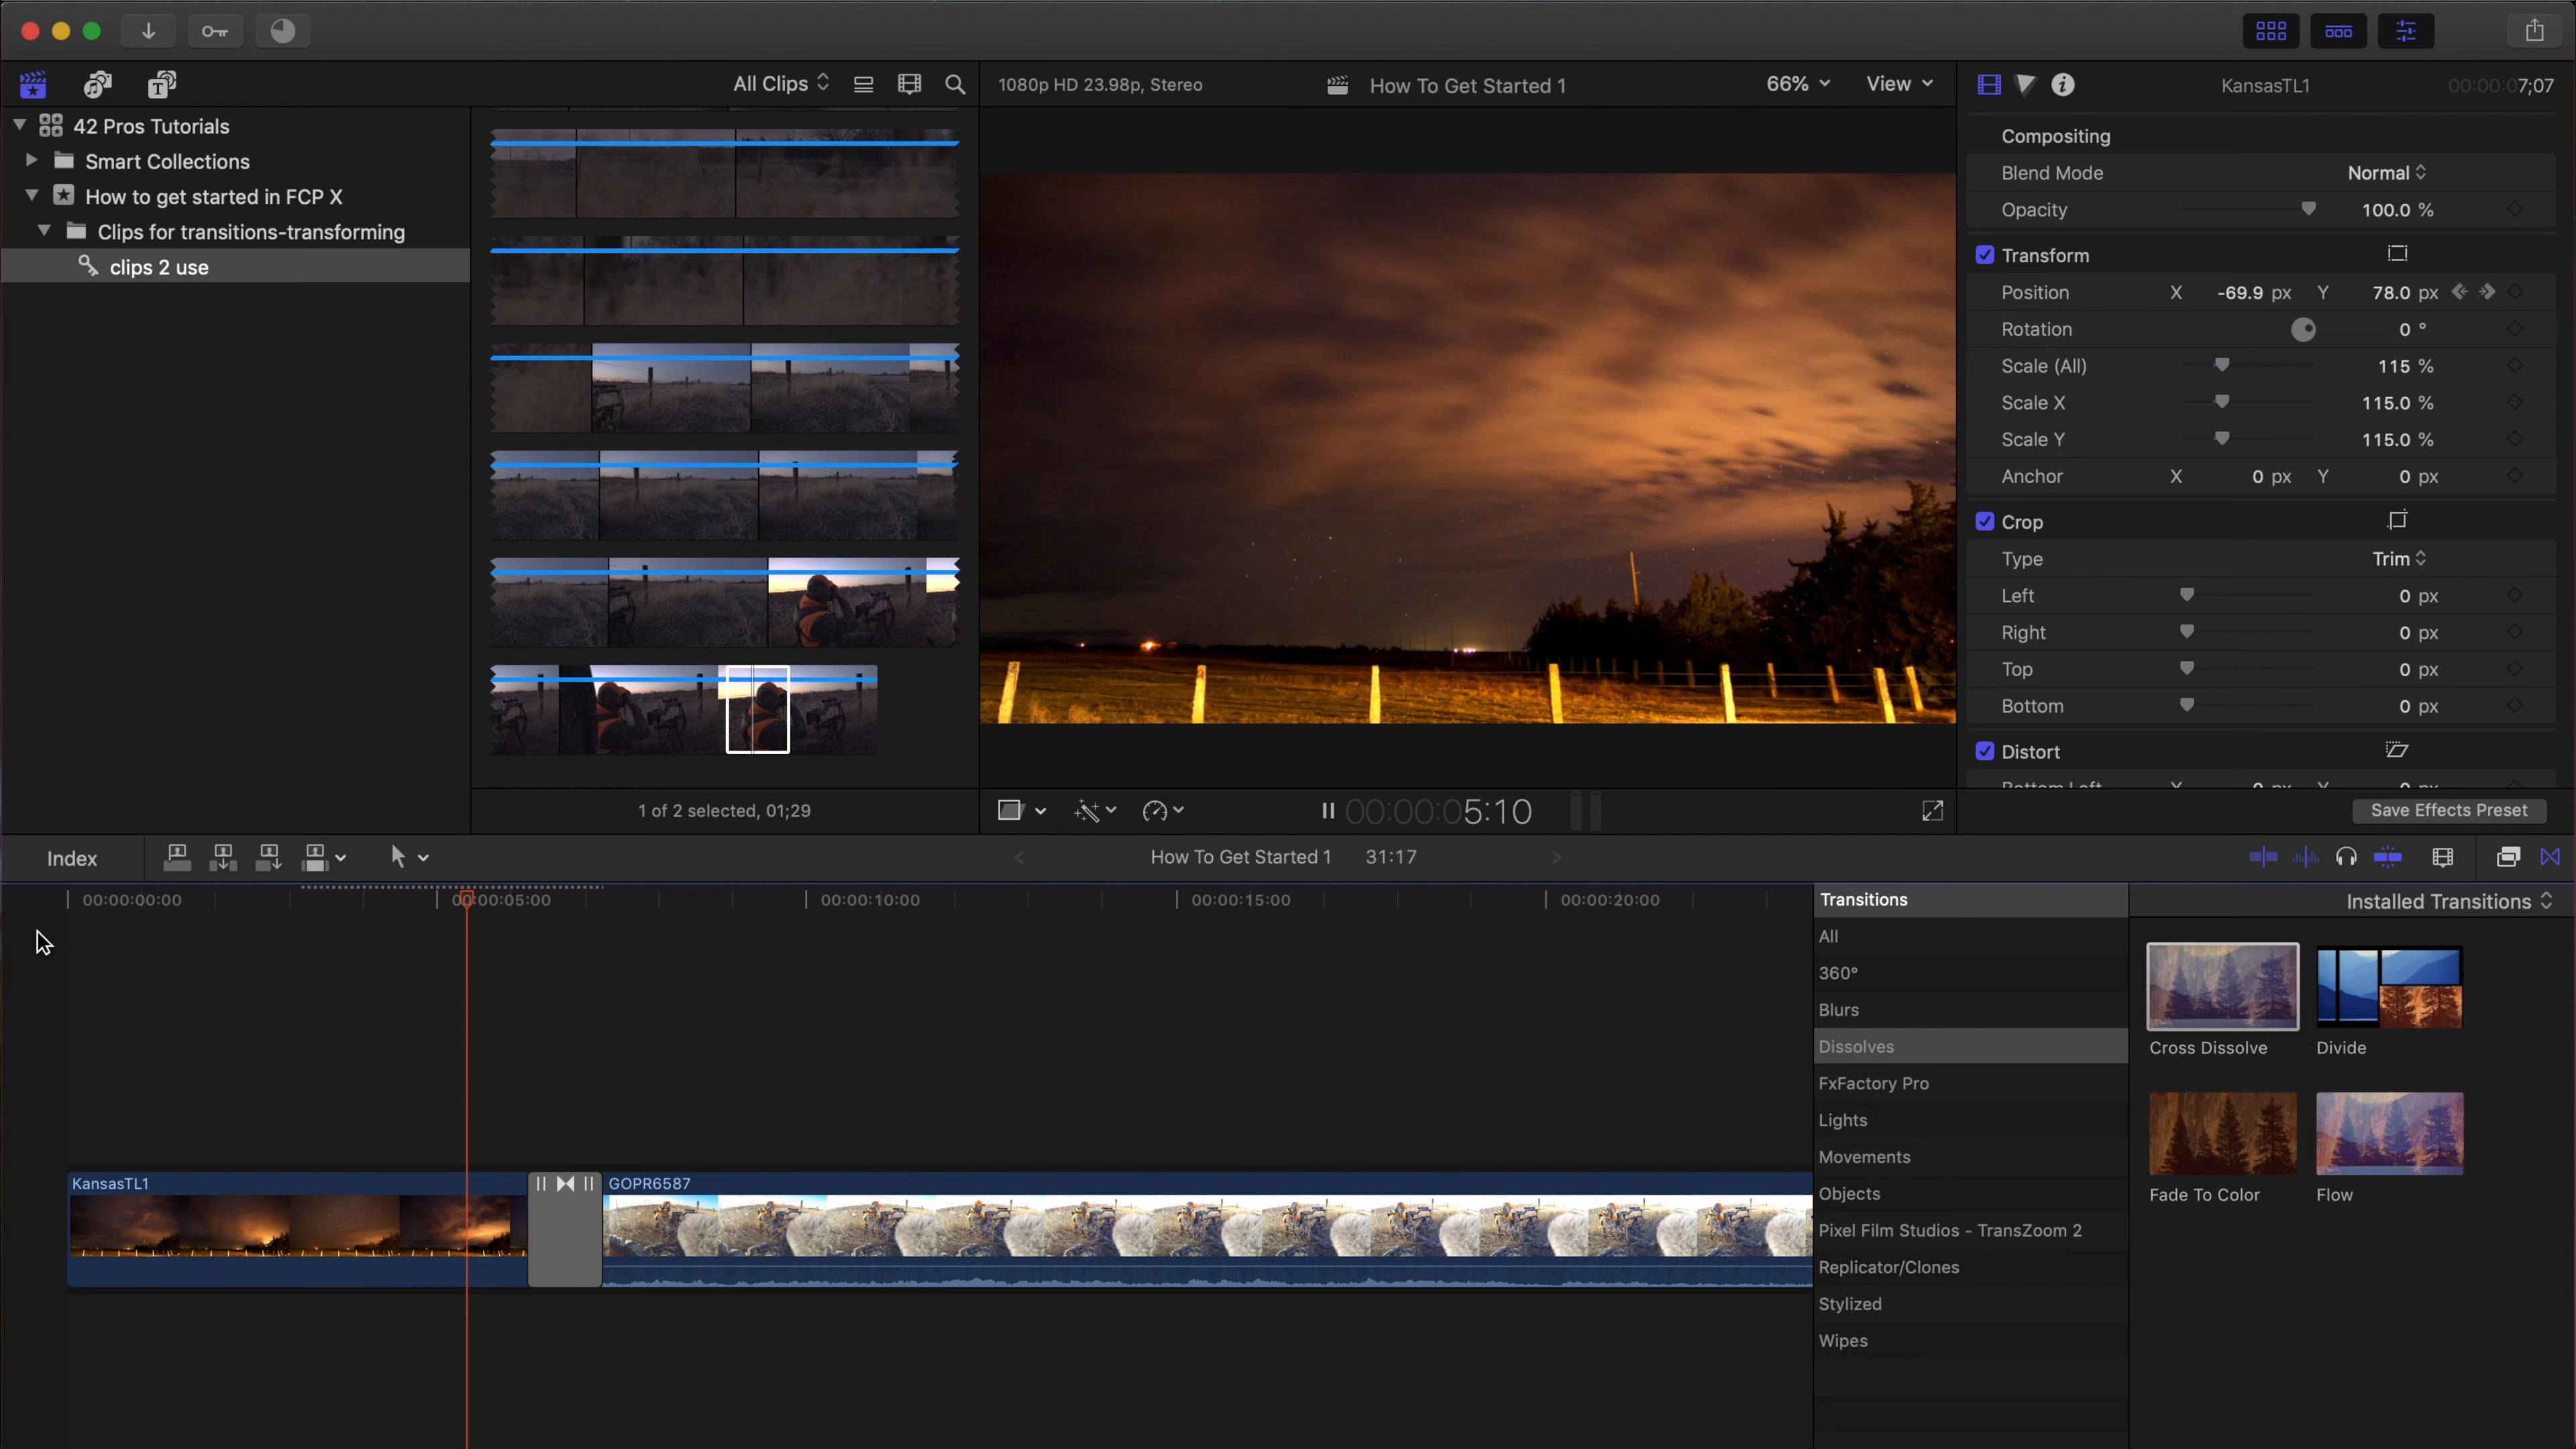 All Clips
1080p HD 23.98p, Stereo
How To Get Started 1
66%
View
KansasTL1
00:00:07;07
42 Pros Tutorials
Smart Collections
How to get started in FCP X
Clips for transitions-transforming
clips 2 use
1 of 2 selected, 01;29
00:00:05:10
Compositing
Blend Mode Normal
Opacity 100.0 %
Transform
Position X -69.9 px Y 78.0 px
Rotation 0 °
Scale (All) 115 %
Scale X 115.0 %
Scale Y 115.0 %
Anchor X 0 px Y 0 px
Crop
Type Trim
Left 0 px
Right 0 px
Top 0 px
Bottom 0 px
Distort
Bottom Left X 0 px Y 0 px
Save Effects Preset
Index
How To Get Started 1 31:17
00:00:00:00
00:00:05:00
00:00:10:00
00:00:15:00
00:00:20:00
KansasTL1
GOPR6587
Transitions
All
360°
Blurs
Dissolves
FxFactory Pro
Lights
Movements
Objects
Pixel Film Studios - TransZoom 2
Replicator/Clones
Stylized
Wipes
Installed Transitions
Cross Dissolve
Divide
Fade To Color
Flow